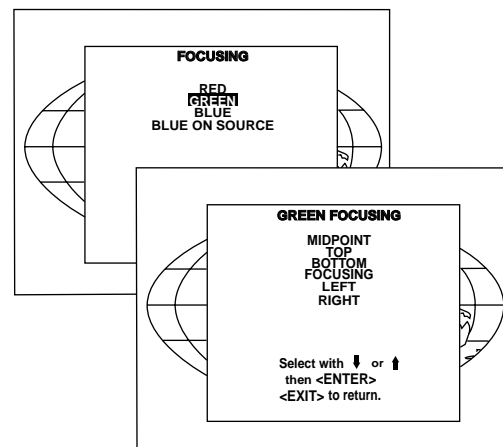 FOCUSING
RED
GREEN
BLUE
BLUE ON SOURCE
GREEN FOCUSING
MIDPOINT
TOP
BOTTOM
FOCUSING
LEFT
RIGHT
Select with ⬇ or ⬆
then <ENTER>
<EXIT> to return.